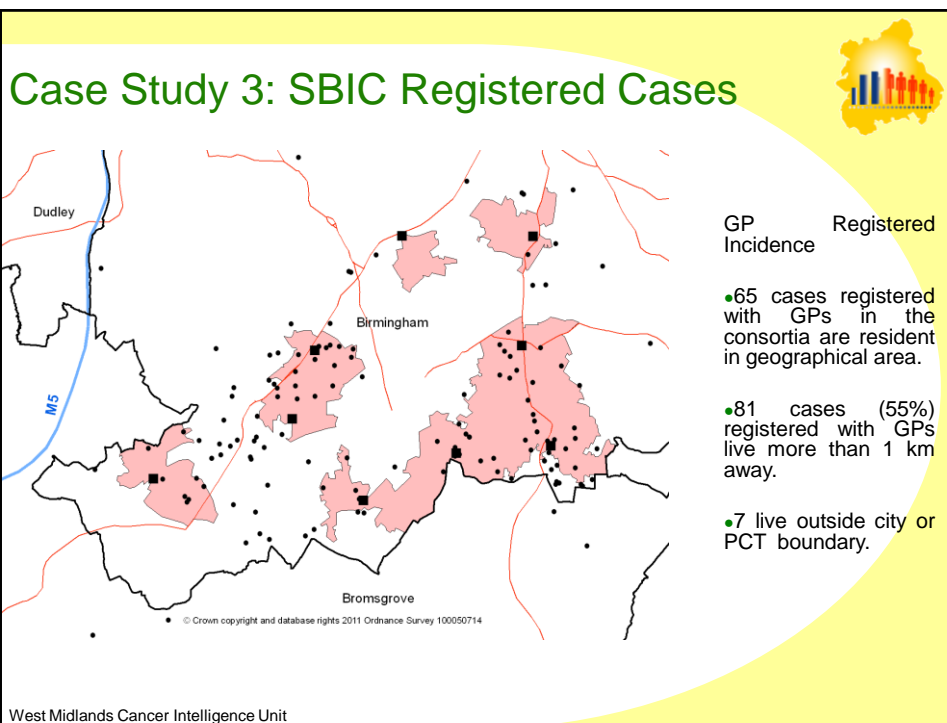 Case Study 3: SBIC Registered Cases
Dudley
Birmingham
M5
Bromsgrove
© Crown copyright and database rights 2011 Ordnance Survey 100050714
GP Registered
Incidence
●65 cases registered
with GPs in the
consortia are resident
in geographical area.
●81 cases (55%)
registered with GPs
live more than 1 km
away.
●7 live outside city or
PCT boundary.
West Midlands Cancer Intelligence Unit